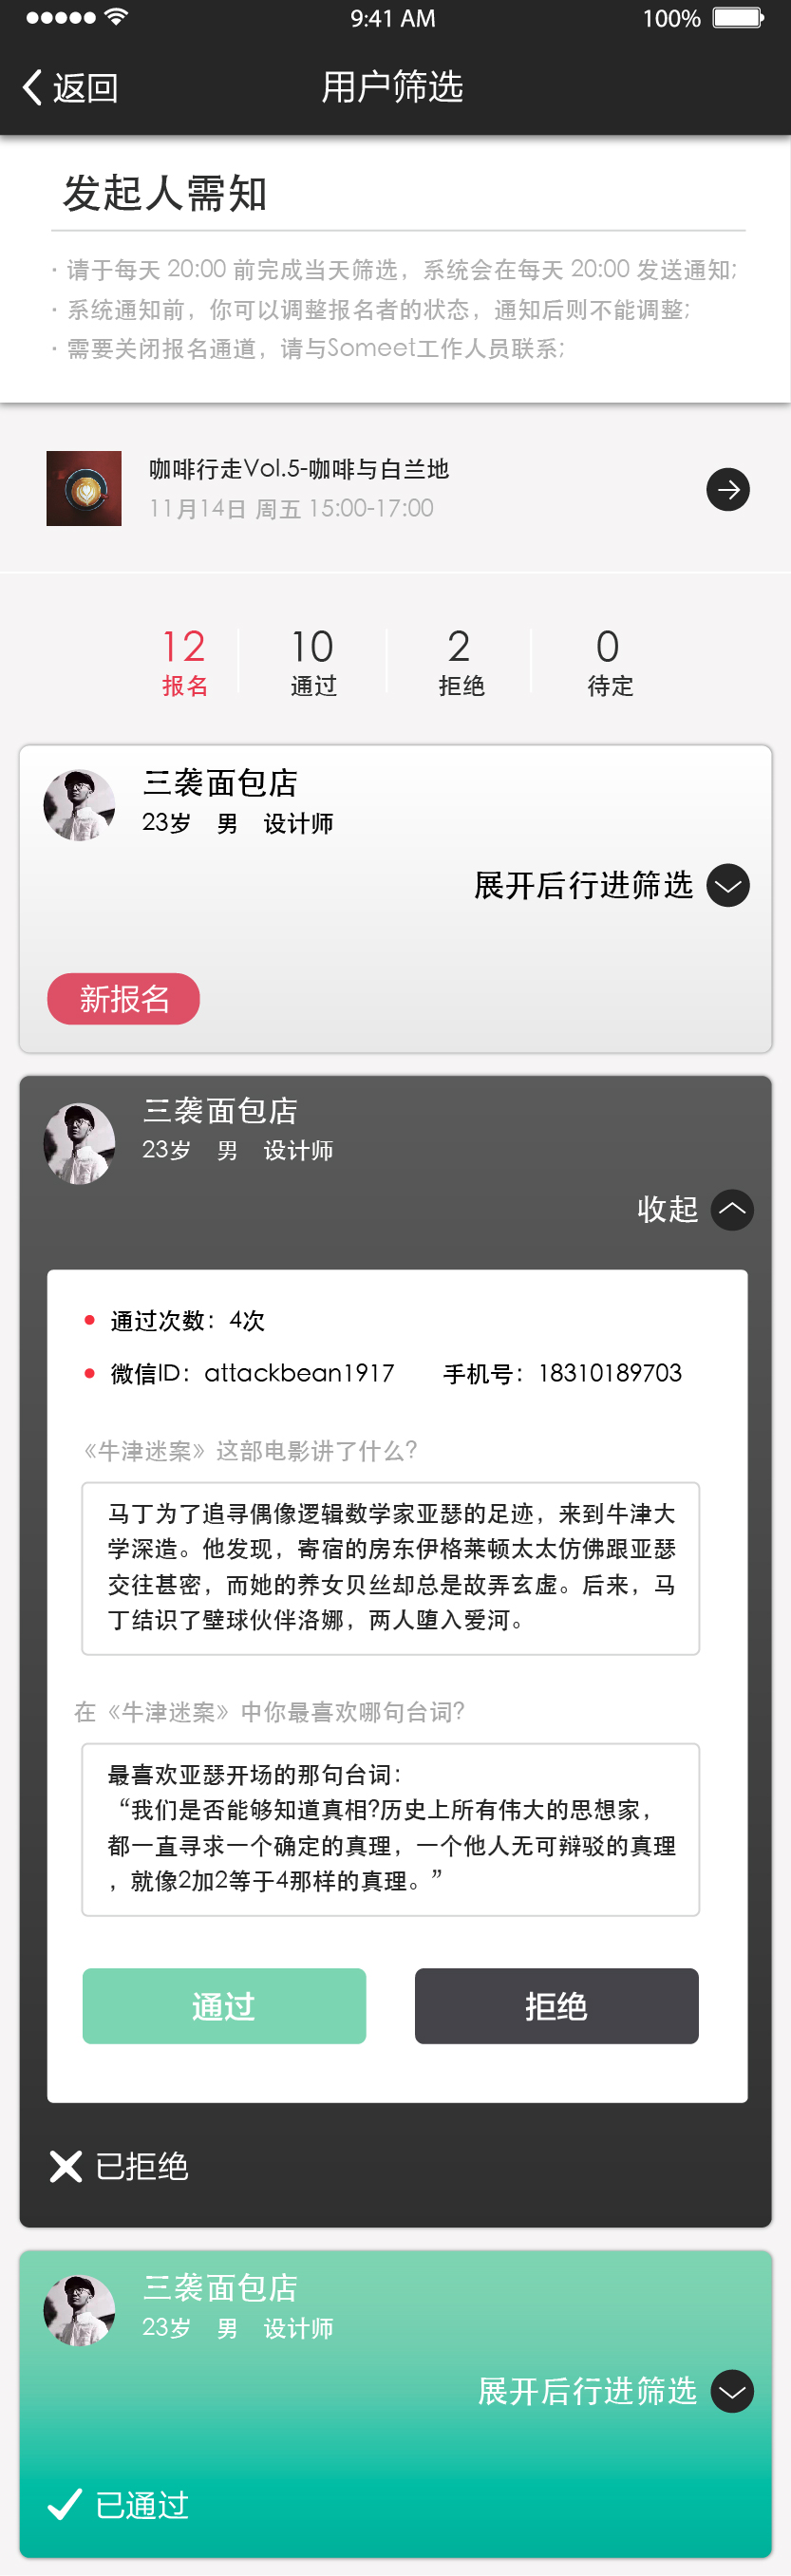 9:41 AM
100%
返回
用户筛选
发起人需知
· 请于每天 20:00 前完成当天筛选，系统会在每天 20:00 发送通知;
· 系统通知前，你可以调整报名者的状态，通知后则不能调整;
· 需要关闭报名通道，请与Someet工作人员联系;
咖啡行走Vol.5-咖啡与白兰地
11月14日 周五 15:00-17:00
12 10 2 0
报名 通过 拒绝 待定
三袭面包店
23岁 男 设计师
展开后行进筛选
新报名
三袭面包店
23岁 男 设计师
收起
通过次数：4次
微信ID：attackbean1917 手机号：18310189703
《牛津迷案》这部电影讲了什么?
马丁为了追寻偶像逻辑数学家亚瑟的足迹，来到牛津大
学深造。他发现，寄宿的房东伊格莱顿太太仿佛跟亚瑟
交往甚密，而她的养女贝丝却总是故弄玄虚。后来，马
丁结识了壁球伙伴洛娜，两人堕入爱河。
在《牛津迷案》中你最喜欢哪句台词?
最喜欢亚瑟开场的那句台词：
“我们是否能够知道真相?历史上所有伟大的思想家，
都一直寻求一个确定的真理，一个他人无可辩驳的真理
，就像2加2等于4那样的真理。”
通过 拒绝
已拒绝
三袭面包店
23岁 男 设计师
展开后行进筛选
已通过